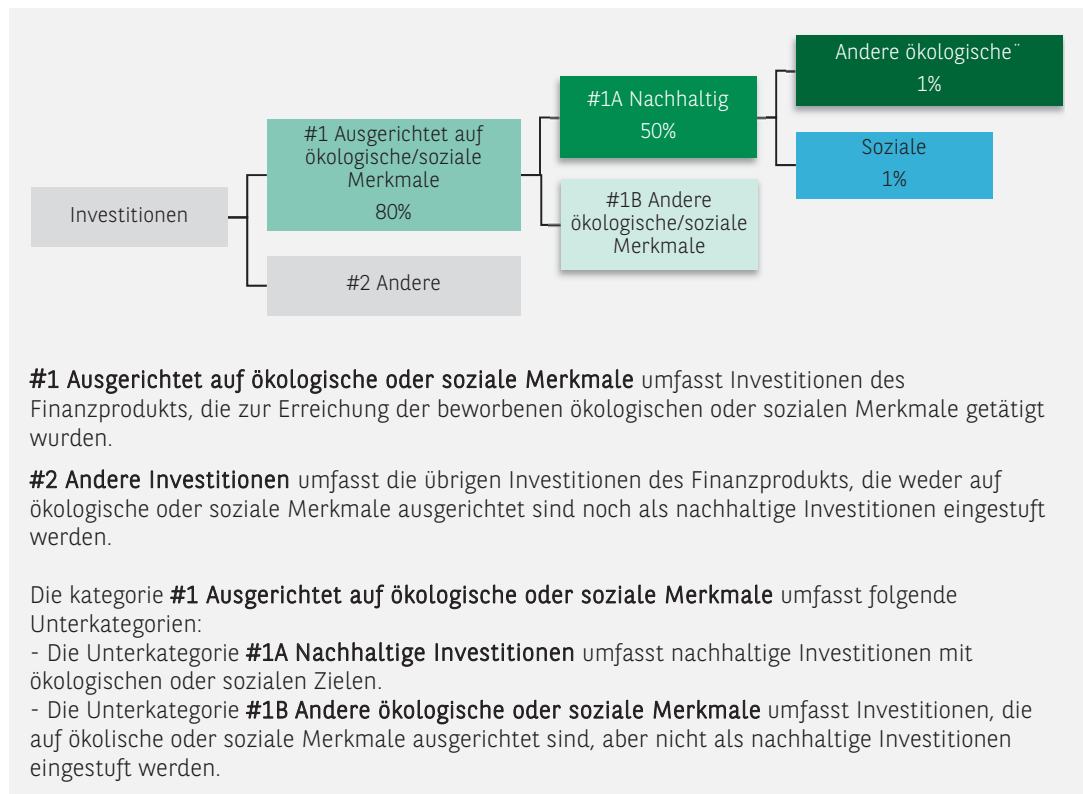 Andere ökologische¨
1%
#1A Nachhaltig
50%
#1 Ausgerichtet auf
ökologische/soziale
Merkmale
80%
Soziale
1%
Investitionen
#1B Andere
ökologische/soziale
Merkmale
#2 Andere
#1 Ausgerichtet auf ökologische oder soziale Merkmale umfasst Investitionen des
Finanzprodukts, die zur Erreichung der beworbenen ökologischen oder sozialen Merkmale getätigt
wurden.
#2 Andere Investitionen umfasst die übrigen Investitionen des Finanzprodukts, die weder auf
ökologische oder soziale Merkmale ausgerichtet sind noch als nachhaltige Investitionen eingestuft
werden.
Die kategorie #1 Ausgerichtet auf ökologische oder soziale Merkmale umfasst folgende
Unterkategorien:
- Die Unterkategorie #1A Nachhaltige Investitionen umfasst nachhaltige Investitionen mit
ökologischen oder sozialen Zielen.
- Die Unterkategorie #1B Andere ökologische oder soziale Merkmale umfasst Investitionen, die
auf ökolische oder soziale Merkmale ausgerichtet sind, aber nicht als nachhaltige Investitionen
eingestuft werden.